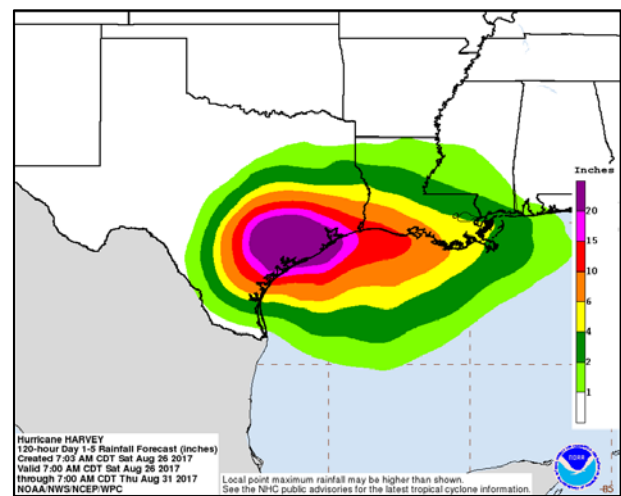 Inches
20
15
10
6
4
2
1
Hurricane HARVEY
120-hour Day 1-5 Rainfall Forecast (inches)
Created 7:03 AM CDT Sat Aug 26 2017
Valid 7:00 AM CDT Sat Aug 26 2017
through 7:00 AM CDT Thu Aug 31 2017
NOAA/NWS/NCEP/WPC
Local point maximum rainfall may be higher than shown.
See the NHC public advisories for the latest tropical cyclone information.
NOAA
85